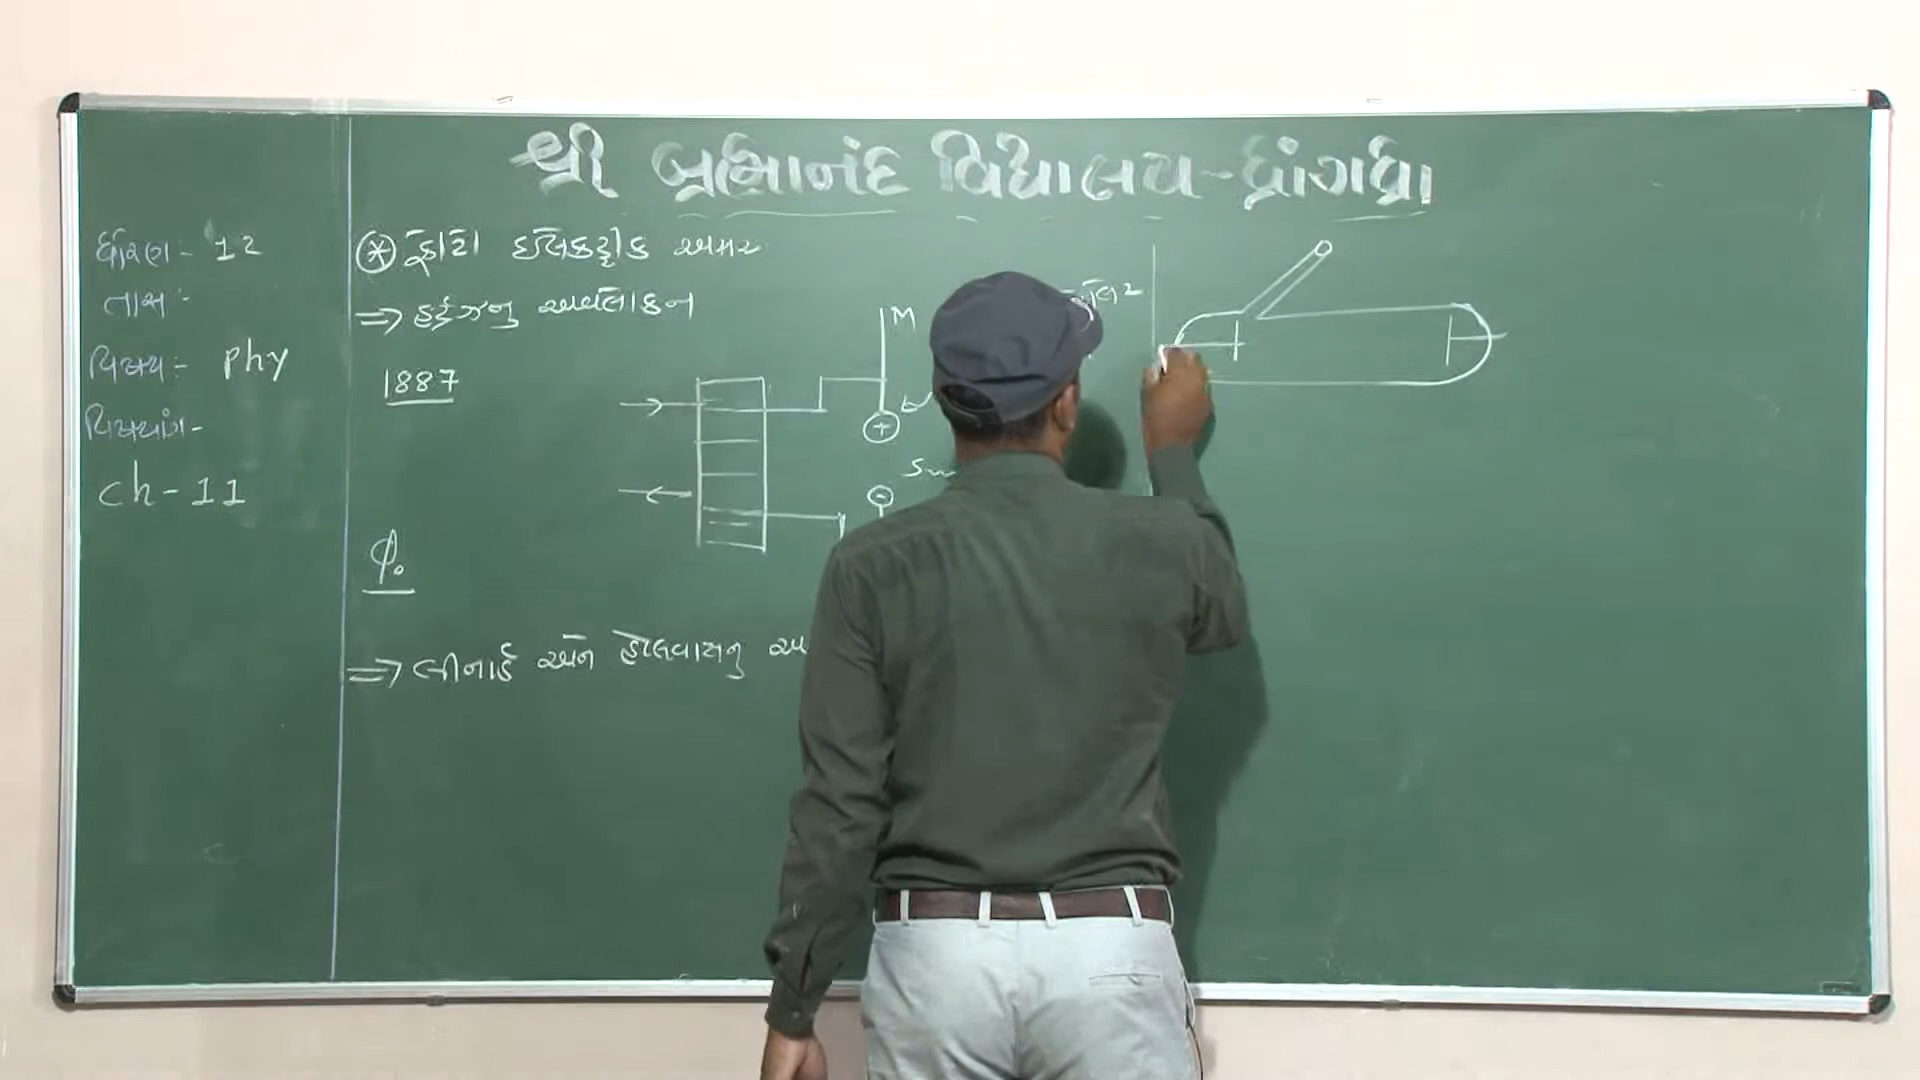 શ્રી બ્રહ્માનંદ વિદ્યાલય - ધ્રાંગધ્રા
ધોરણ - 12
તાસ -
વિષય :- phy
વિષયાંગ -
ch - 11
* ફોટો ઇલેક્ટ્રીક અસર
⇒ હર્ટ્ઝનુ અવલોકન
1887
M
+
-
φ₀
⇒ લીનાર્ડ અને હોલવાસનુ અ